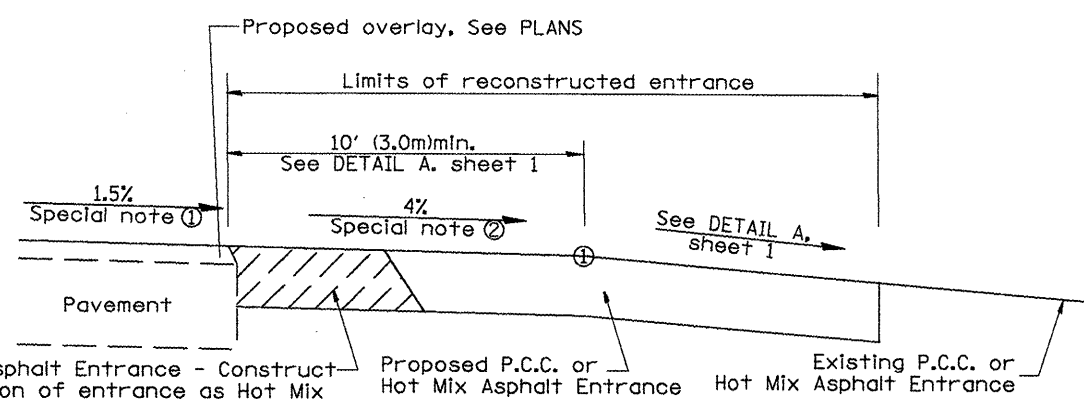 Proposed overlay, See PLANS
Limits of reconstructed entrance
10' (3.0m)min.
See DETAIL A. sheet 1
1.5%
Special note ①
4%
Special note ②
See DETAIL A,
sheet 1
①
Pavement
Asphalt Entrance - Construct
on of entrance as Hot Mix
Proposed P.C.C. or
Hot Mix Asphalt Entrance
Existing P.C.C. or
Hot Mix Asphalt Entrance